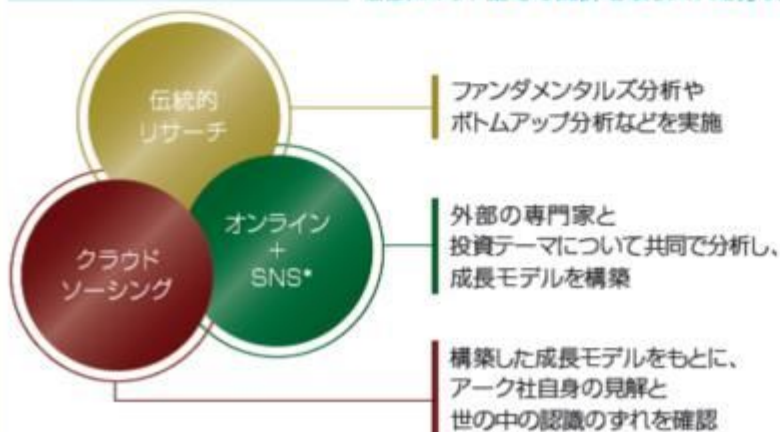 伝統的
リサーチ
ファンダメンタルズ分析や
ボトムアップ分析などを実施
オンライン
+
SNS*
外部の専門家と
投資テーマについて共同で分析し、
成長モデルを構築
クラウド
ソーシング
構築した成長モデルをもとに、
アーク社自身の見解と
世の中の認識のずれを確認